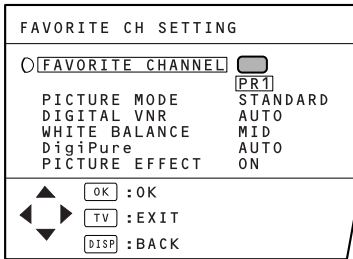 FAVORITE CH SETTING
FAVORITE CHANNEL
PR1
PICTURE MODE STANDARD
DIGITAL VNR AUTO
WHITE BALANCE MID
DigiPure AUTO
PICTURE EFFECT ON
OK :OK
TV :EXIT
DISP :BACK